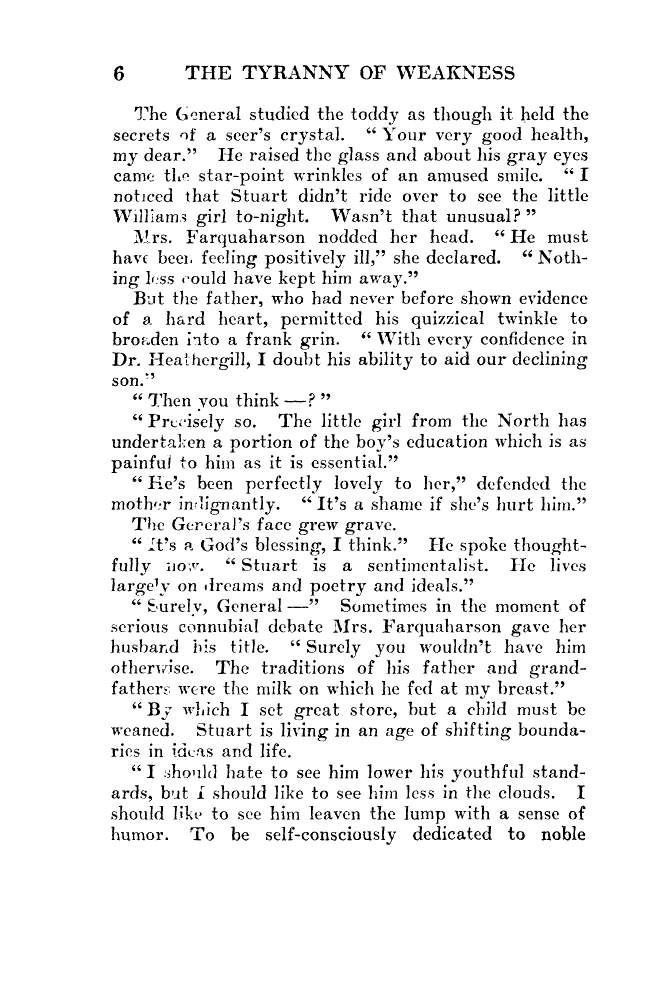 6 THE TYRANNY OF WEAKNESS
The General studied the toddy as though it held the
secrets of a seer's crystal. “Your very good health,
my dear.” He raised the glass and about his gray eyes
came the star-point wrinkles of an amused smile. “I
noticed that Stuart didn't ride over to see the little
Williams girl to-night. Wasn't that unusual?”
Mrs. Farquaharson nodded her head. “He must
have been feeling positively ill,” she declared. “Noth-
ing less could have kept him away.”
But the father, who had never before shown evidence
of a hard heart, permitted his quizzical twinkle to
broaden into a frank grin. “With every confidence in
Dr. Heathergill, I doubt his ability to aid our declining
son.”
“Then you think —?”
“Precisely so. The little girl from the North has
undertaken a portion of the boy's education which is as
painful to him as it is essential.”
“He's been perfectly lovely to her,” defended the
mother indignantly. “It's a shame if she's hurt him.”
The General's face grew grave.
“It's a God's blessing, I think.” He spoke thought-
fully now. “Stuart is a sentimentalist. He lives
largely on dreams and poetry and ideals.”
“Surely, General —” Sometimes in the moment of
serious connubial debate Mrs. Farquaharson gave her
husband his title. “Surely you wouldn't have him
otherwise. The traditions of his father and grand-
fathers were the milk on which he fed at my breast.”
“By which I set great store, but a child must be
weaned. Stuart is living in an age of shifting bounda-
ries in ideas and life.
“I should hate to see him lower his youthful stand-
ards, but I should like to see him less in the clouds. I
should like to see him leaven the lump with a sense of
humor. To be self-consciously dedicated to noble